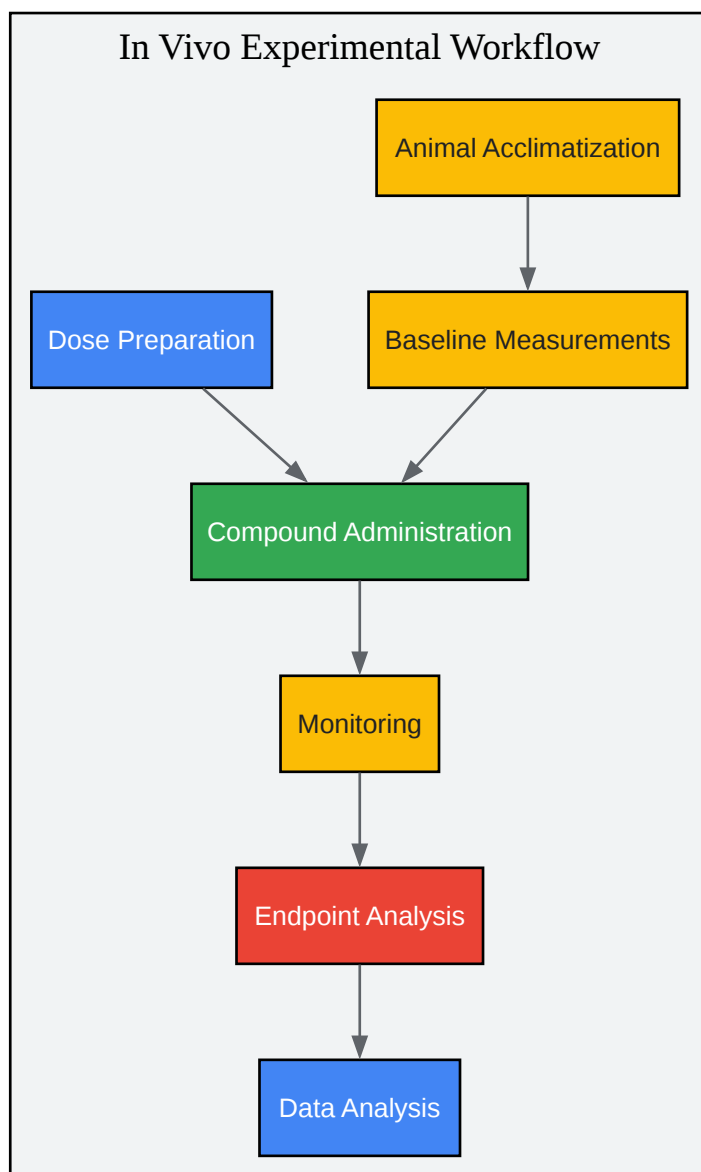 In Vivo Experimental Workflow
Animal Acclimatization
Dose Preparation
Baseline Measurements
Compound Administration
Monitoring
Endpoint Analysis
Data Analysis